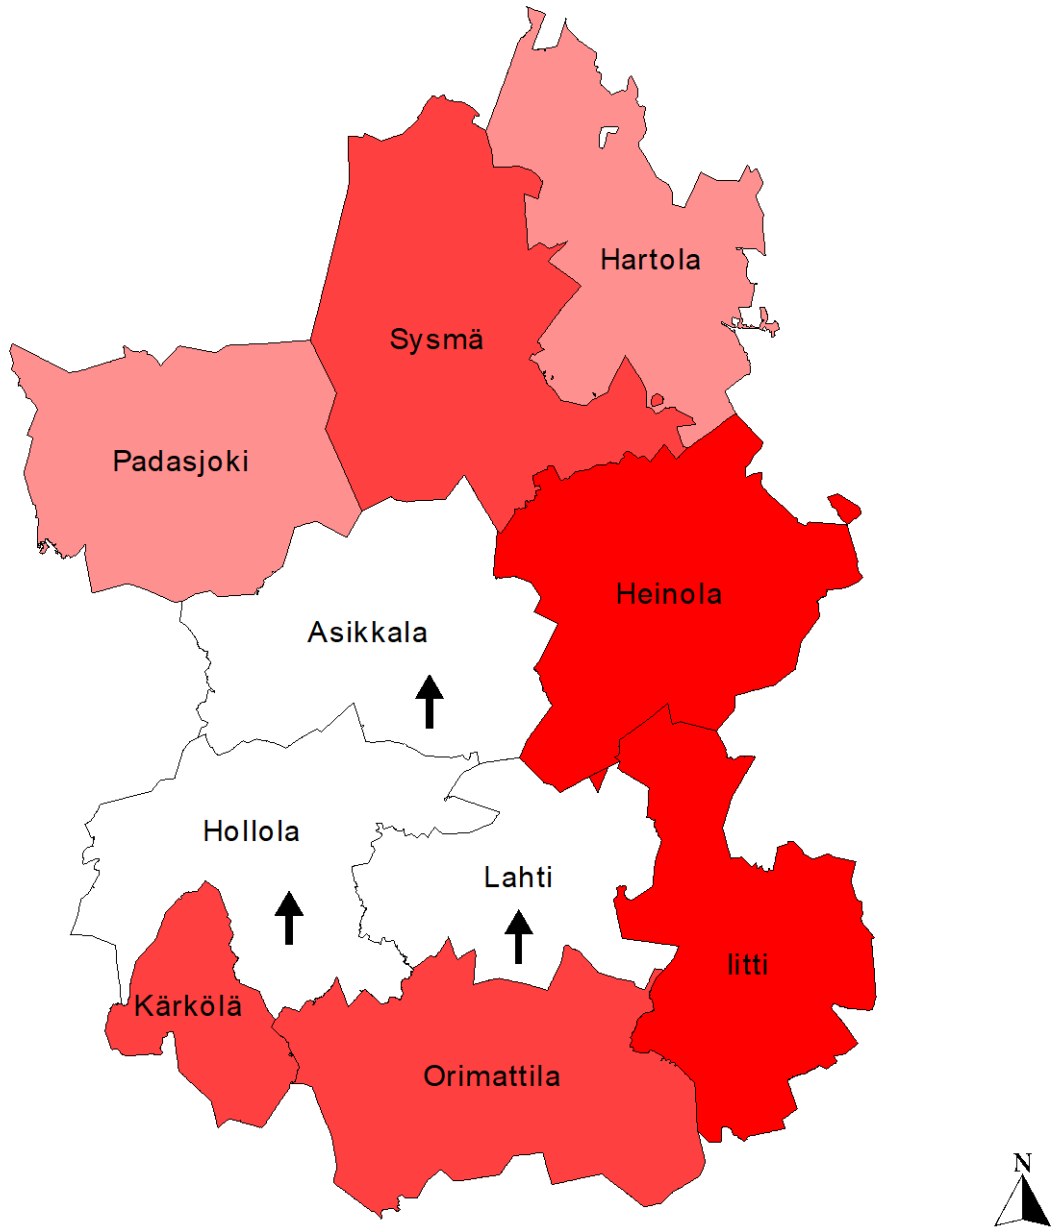 Hartola
Sysmä
Padasjoki
Heinola
Asikkala
Hollola
Lahti
Iitti
Kärkölä
Orimattila
N